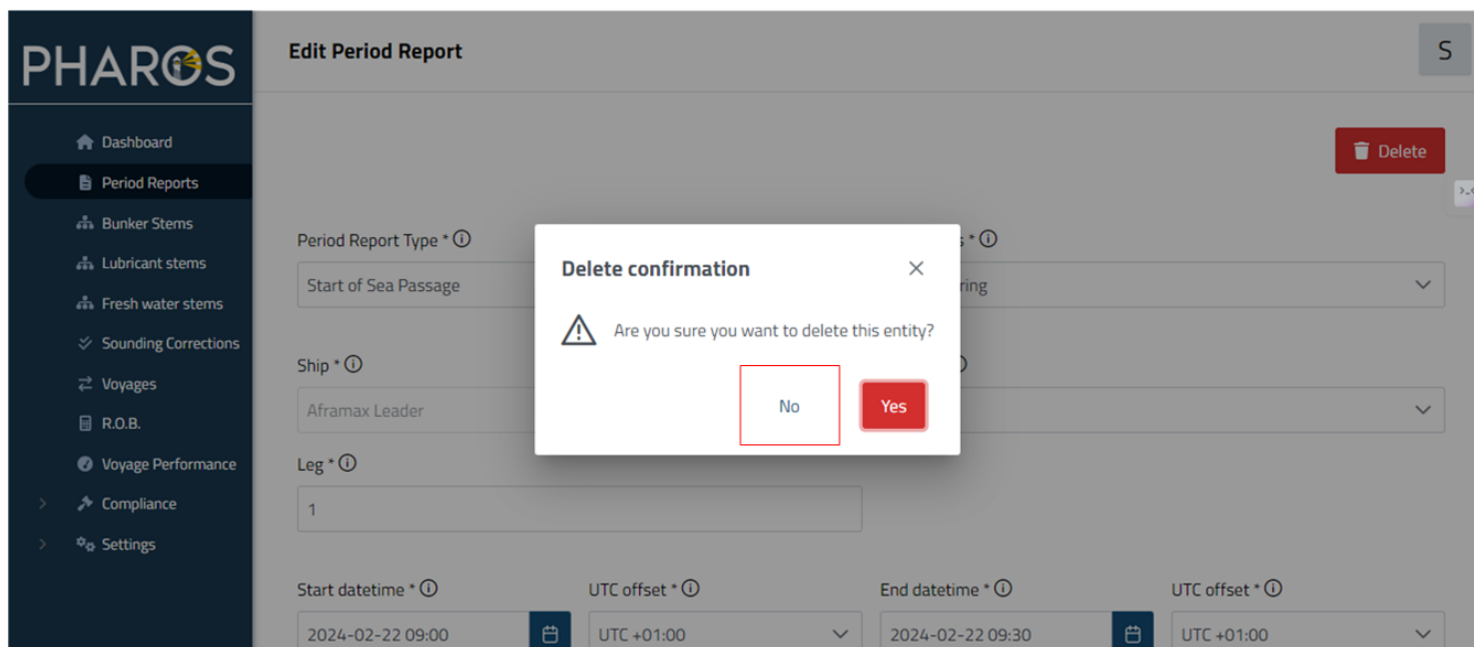 PHAROS
Edit Period Report
S
Dashboard
Period Reports
Bunker Stems
Lubricant stems
Fresh water stems
Sounding Corrections
Voyages
R.O.B.
Voyage Performance
Compliance
Settings
Delete
Period Report Type *
s *
Start of Sea Passage
ring
Ship *
Aframax Leader
Leg *
1
Start datetime *
UTC offset *
End datetime *
UTC offset *
2024-02-22 09:00
UTC +01:00
2024-02-22 09:30
UTC +01:00
Delete confirmation
Are you sure you want to delete this entity?
No
Yes